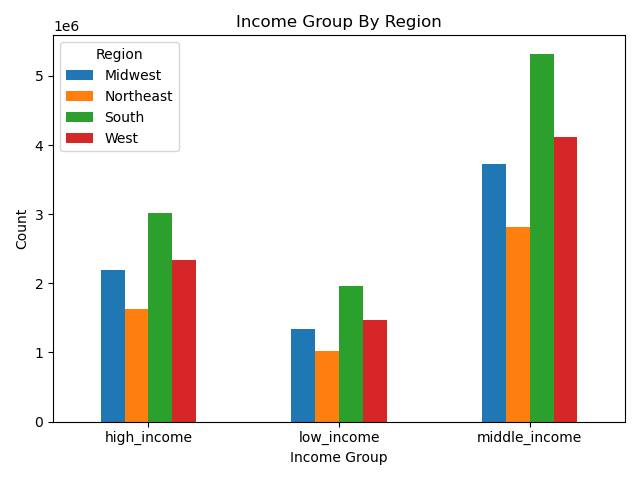 Income Group By Region
1e6
Region
Midwest
Northeast
South
West
5
4
3
2
1
0
Count
high_income
low_income
middle_income
Income Group